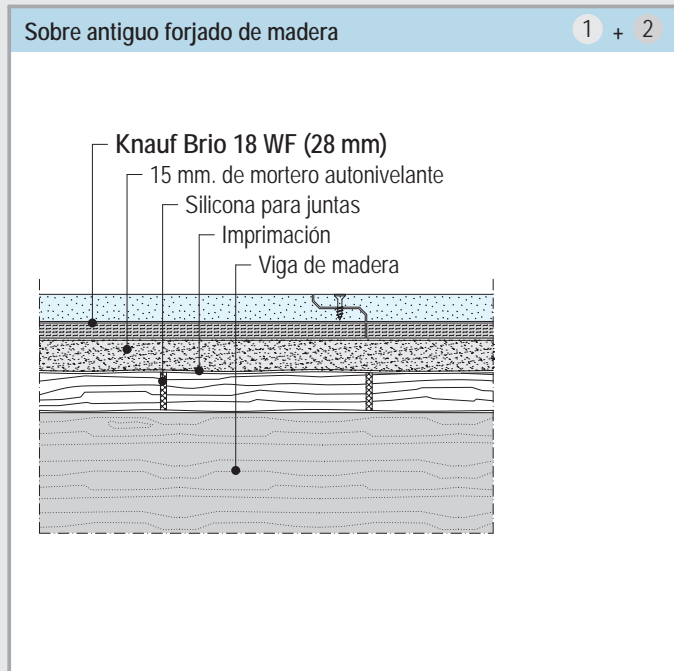 Sobre antiguo forjado de madera 1 + 2
Knauf Brio 18 WF (28 mm)
15 mm. de mortero autonivelante
Silicona para juntas
Imprimación
Viga de madera